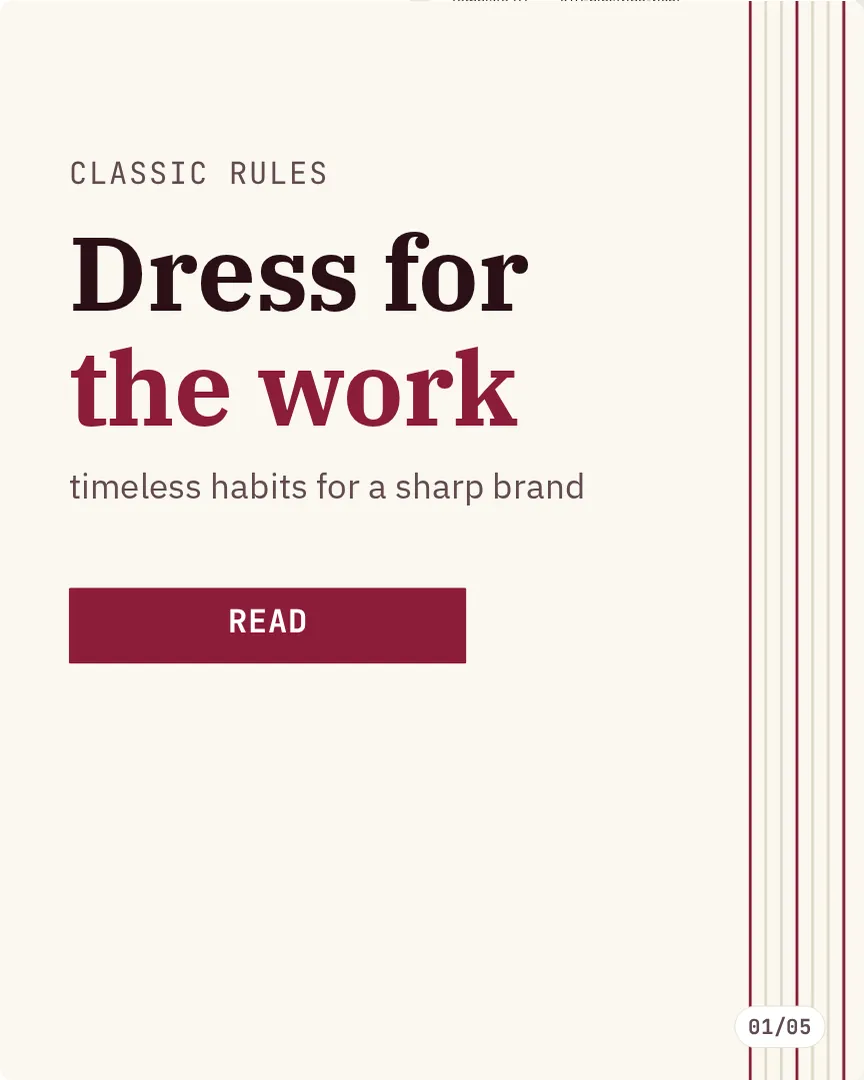 CLASSIC RULES
Dress for
the work
timeless habits for a sharp brand
READ
01/05